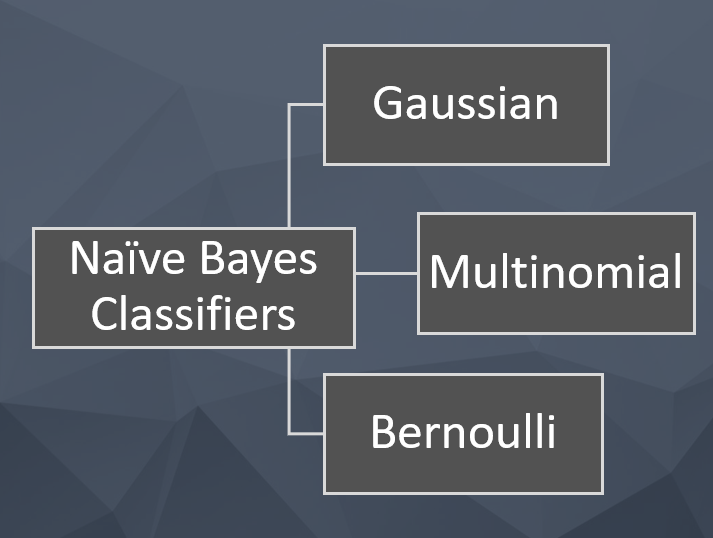 Gaussian
Naïve Bayes
Classifiers
Multinomial
Bernoulli